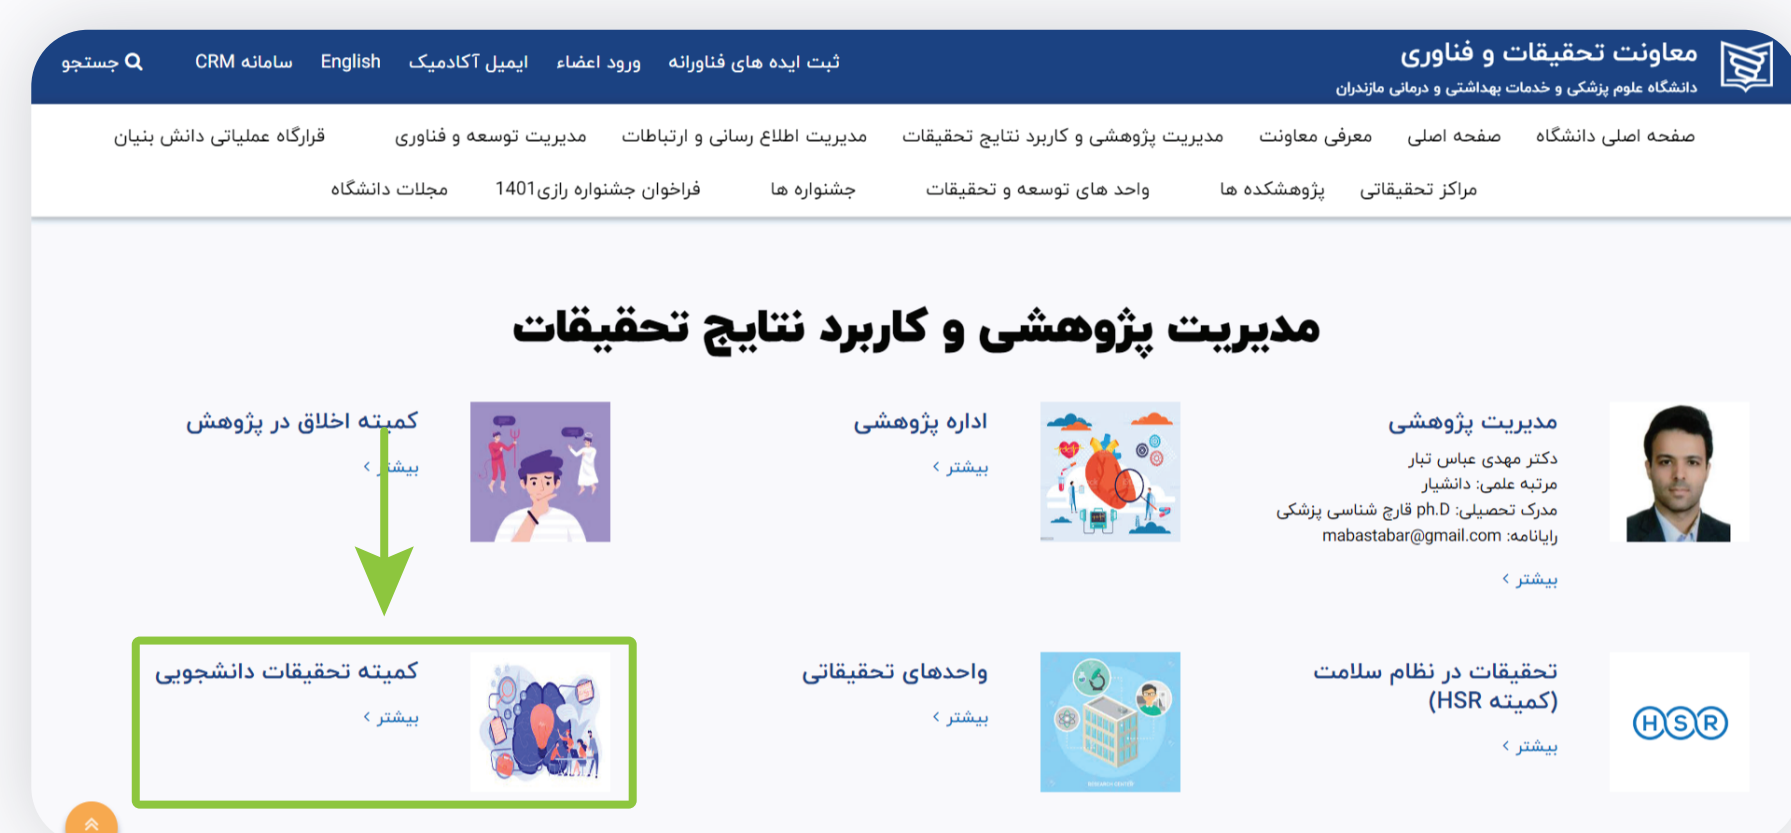 معاونت تحقیقات و فناوری
دانشگاه علوم پزشکی و خدمات بهداشتی و درمانی مازندران
ثبت ایده های فناورانه
ورود اعضاء
ایمیل آکادمیک
English
سامانه CRM
جستجو
صفحه اصلی دانشگاه
صفحه اصلی
معرفی معاونت
مدیریت پژوهشی و کاربرد نتایج تحقیقات
مدیریت اطلاع رسانی و ارتباطات
مدیریت توسعه و فناوری
قرارگاه عملیاتی دانش بنیان
مراکز تحقیقاتی
پژوهشکده ها
واحد های توسعه و تحقیقات
جشنواره ها
فراخوان جشنواره رازی1401
مجلات دانشگاه
مدیریت پژوهشی و کاربرد نتایج تحقیقات
مدیریت پژوهشی
دکتر مهدی عباس تبار
مرتبه علمی: دانشیار
مدرک تحصیلی: ph.D قارچ شناسی پزشکی
رایانامه: mabastabar@gmail.com
بیشتر >
اداره پژوهشی
بیشتر >
کمیته اخلاق در پژوهش
بیشتر >
تحقیقات در نظام سلامت
(کمیته HSR)
بیشتر >
HSR
واحدهای تحقیقاتی
بیشتر >
کمیته تحقیقات دانشجویی
بیشتر >